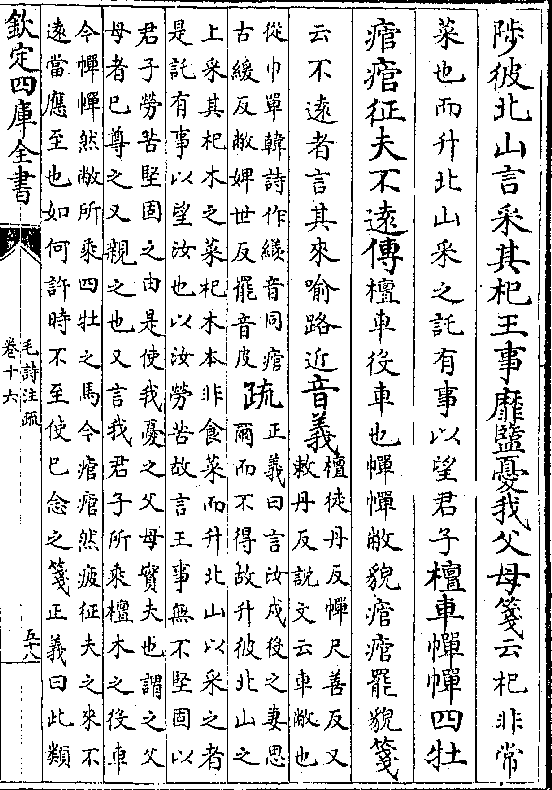 陟彼北山言采其杞王事靡盬憂我父母箋云杞非常
菜也而升北山采之託有事以望君子檀車幝幝四牡
痯痯征夫不遠傳檀車役車也幝幝敝貌痯痯罷貌箋
云不遠者言其來喻路近音義檀徒丹反幝尺善反又
敕丹反說文云車敝也
從巾單韓詩作㦥音同痯
古緩反敝婢世反罷音皮疏正義曰言汝戍役之妻思
爾而不得故升彼北山之
上采其杞木之菜杞木本非食菜而升北山以采之者
是託有事以望汝也以汝勞苦故言王事無不堅固以
君子勞苦堅固之由是使我憂之父母實夫也謂之父
母者已尊之又親之也又言我君子所乘檀木之役車
今幝幝然敝所乘四牡之馬今痯痯然疲征夫之來不
遠當應至也如何許時不至使已念之箋正義曰此類
欽定四庫全書
毛詩注疏
卷十六
五十八